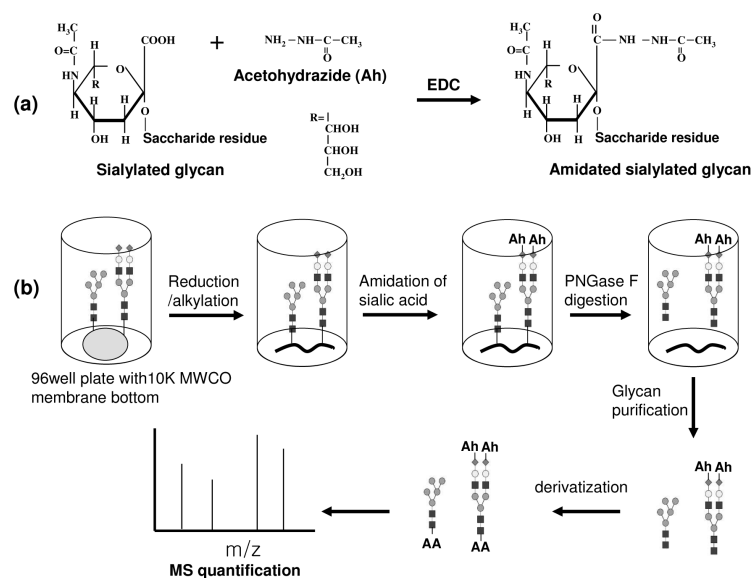 (a)
H₃C
C
O=C
HN
H
COOH
O
R
H
H
H
H
OH
O
Saccharide residue
Sialylated glycan
+
NH₂ – NH – C – CH₃
O
Acetohydrazide (Ah)
R=
CHOH
CHOH
CH₂OH
EDC
H₃C
O=C
HN
H
O
C – NH – NH – C – CH₃
O
O
R
H
H
H
H
OH
O
Saccharide residue
Amidated sialylated glycan
(b)
Reduction
/alkylation
Amidation of
sialic acid
Ah Ah
PNGase F
digestion
Ah Ah
96well plate with10K MWCO
membrane bottom
Glycan
purification
Ah Ah
derivatization
Ah Ah
AA
AA
m/z
MS quantification